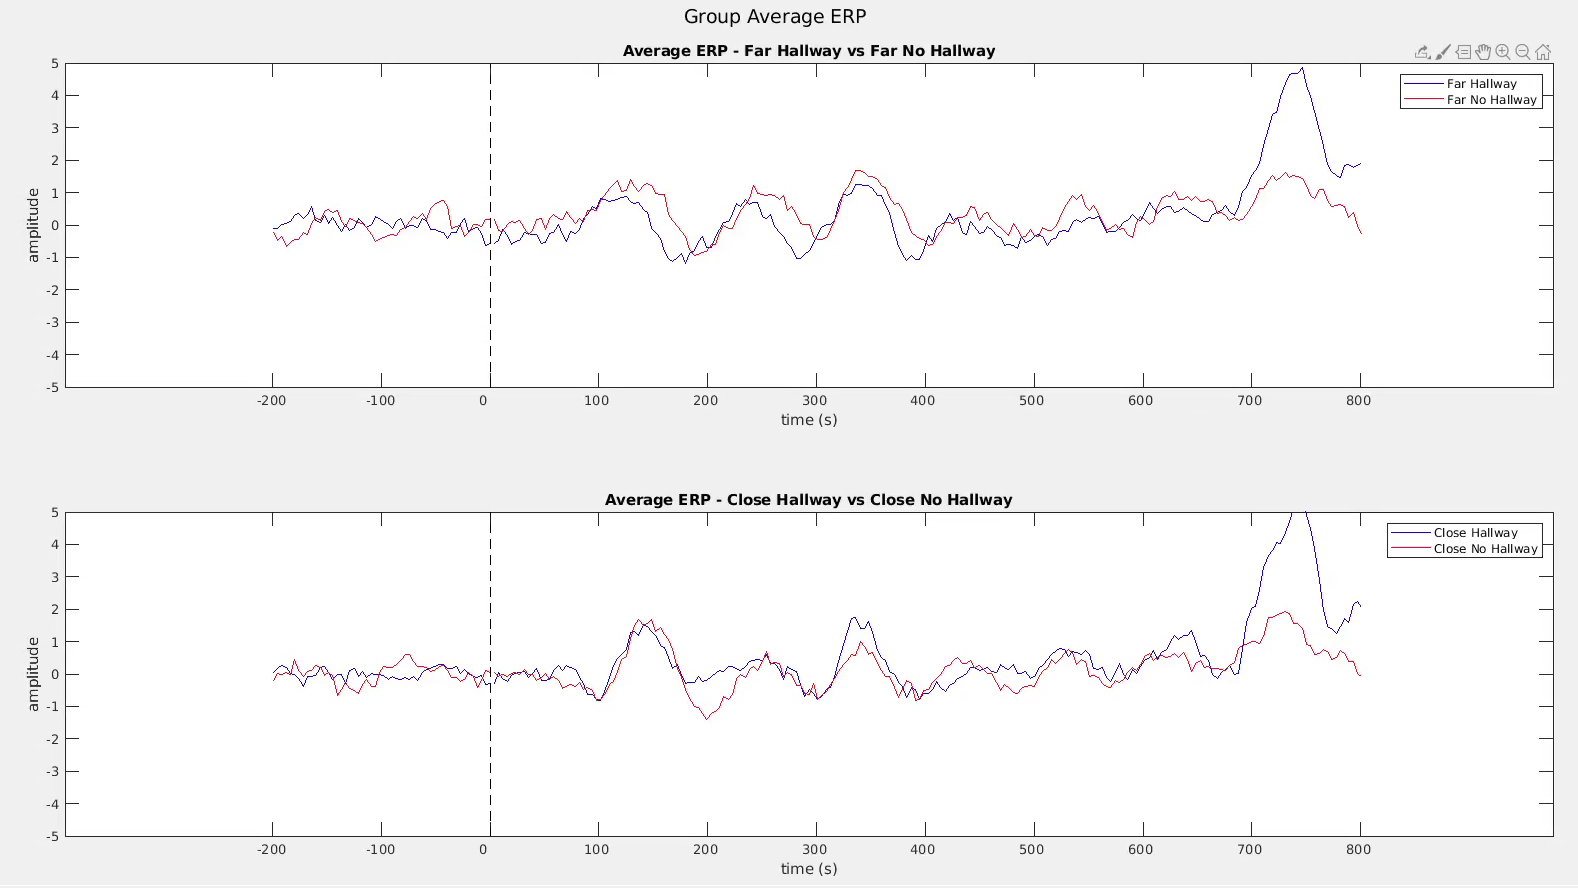 Group Average ERP
Average ERP - Far Hallway vs Far No Hallway
5
4
3
2
1
0
-1
-2
-3
-4
-5
amplitude
Far Hallway
Far No Hallway
-200 -100 0 100 200 300 400 500 600 700 800
time (s)
Average ERP - Close Hallway vs Close No Hallway
5
4
3
2
1
0
-1
-2
-3
-4
-5
amplitude
Close Hallway
Close No Hallway
-200 -100 0 100 200 300 400 500 600 700 800
time (s)